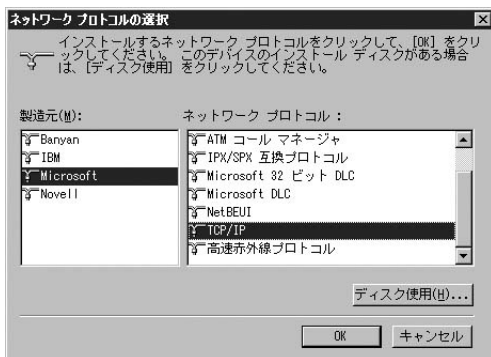 ネットワーク プロトコルの選択
インストールするネットワーク プロトコルをクリックして、[OK] をクリ
ックしてください。 このデバイスのインストール ディスクがある場合
は、[ディスク使用] をクリックしてください。
製造元(M):
Banyan
IBM
Microsoft
Novell
ネットワーク プロトコル :
ATM コール マネージャ
IPX/SPX 互換プロトコル
Microsoft 32 ビット DLC
Microsoft DLC
NetBEUI
TCP/IP
高速赤外線プロトコル
ディスク使用(H)...
OK
キャンセル